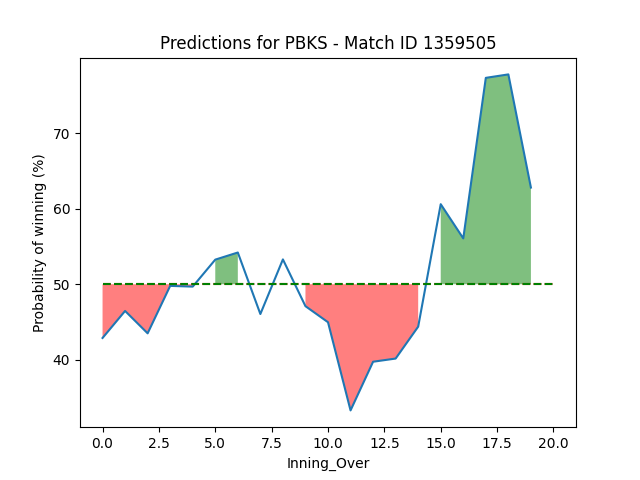 Predictions for PBKS - Match ID 1359505
Probability of winning (%)
70
60
50
40
0.0 2.5 5.0 7.5 10.0 12.5 15.0 17.5 20.0
Inning_Over